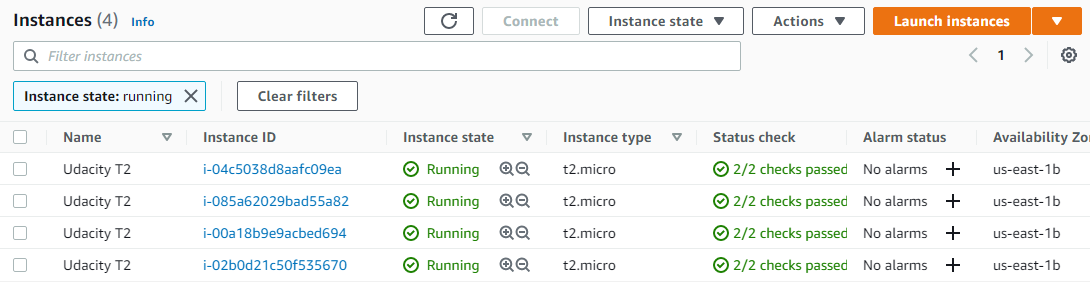 Instances (4) Info Connect Instance state Actions Launch instances
Filter instances
1
Instance state: running Clear filters
Name Instance ID Instance state Instance type Status check Alarm status Availability Zo
Udacity T2 i-04c5038d8aafc09ea Running t2.micro 2/2 checks passed No alarms us-east-1b
Udacity T2 i-085a62029bad55a82 Running t2.micro 2/2 checks passed No alarms us-east-1b
Udacity T2 i-00a18b9e9acbed694 Running t2.micro 2/2 checks passed No alarms us-east-1b
Udacity T2 i-02b0d21c50f535670 Running t2.micro 2/2 checks passed No alarms us-east-1b